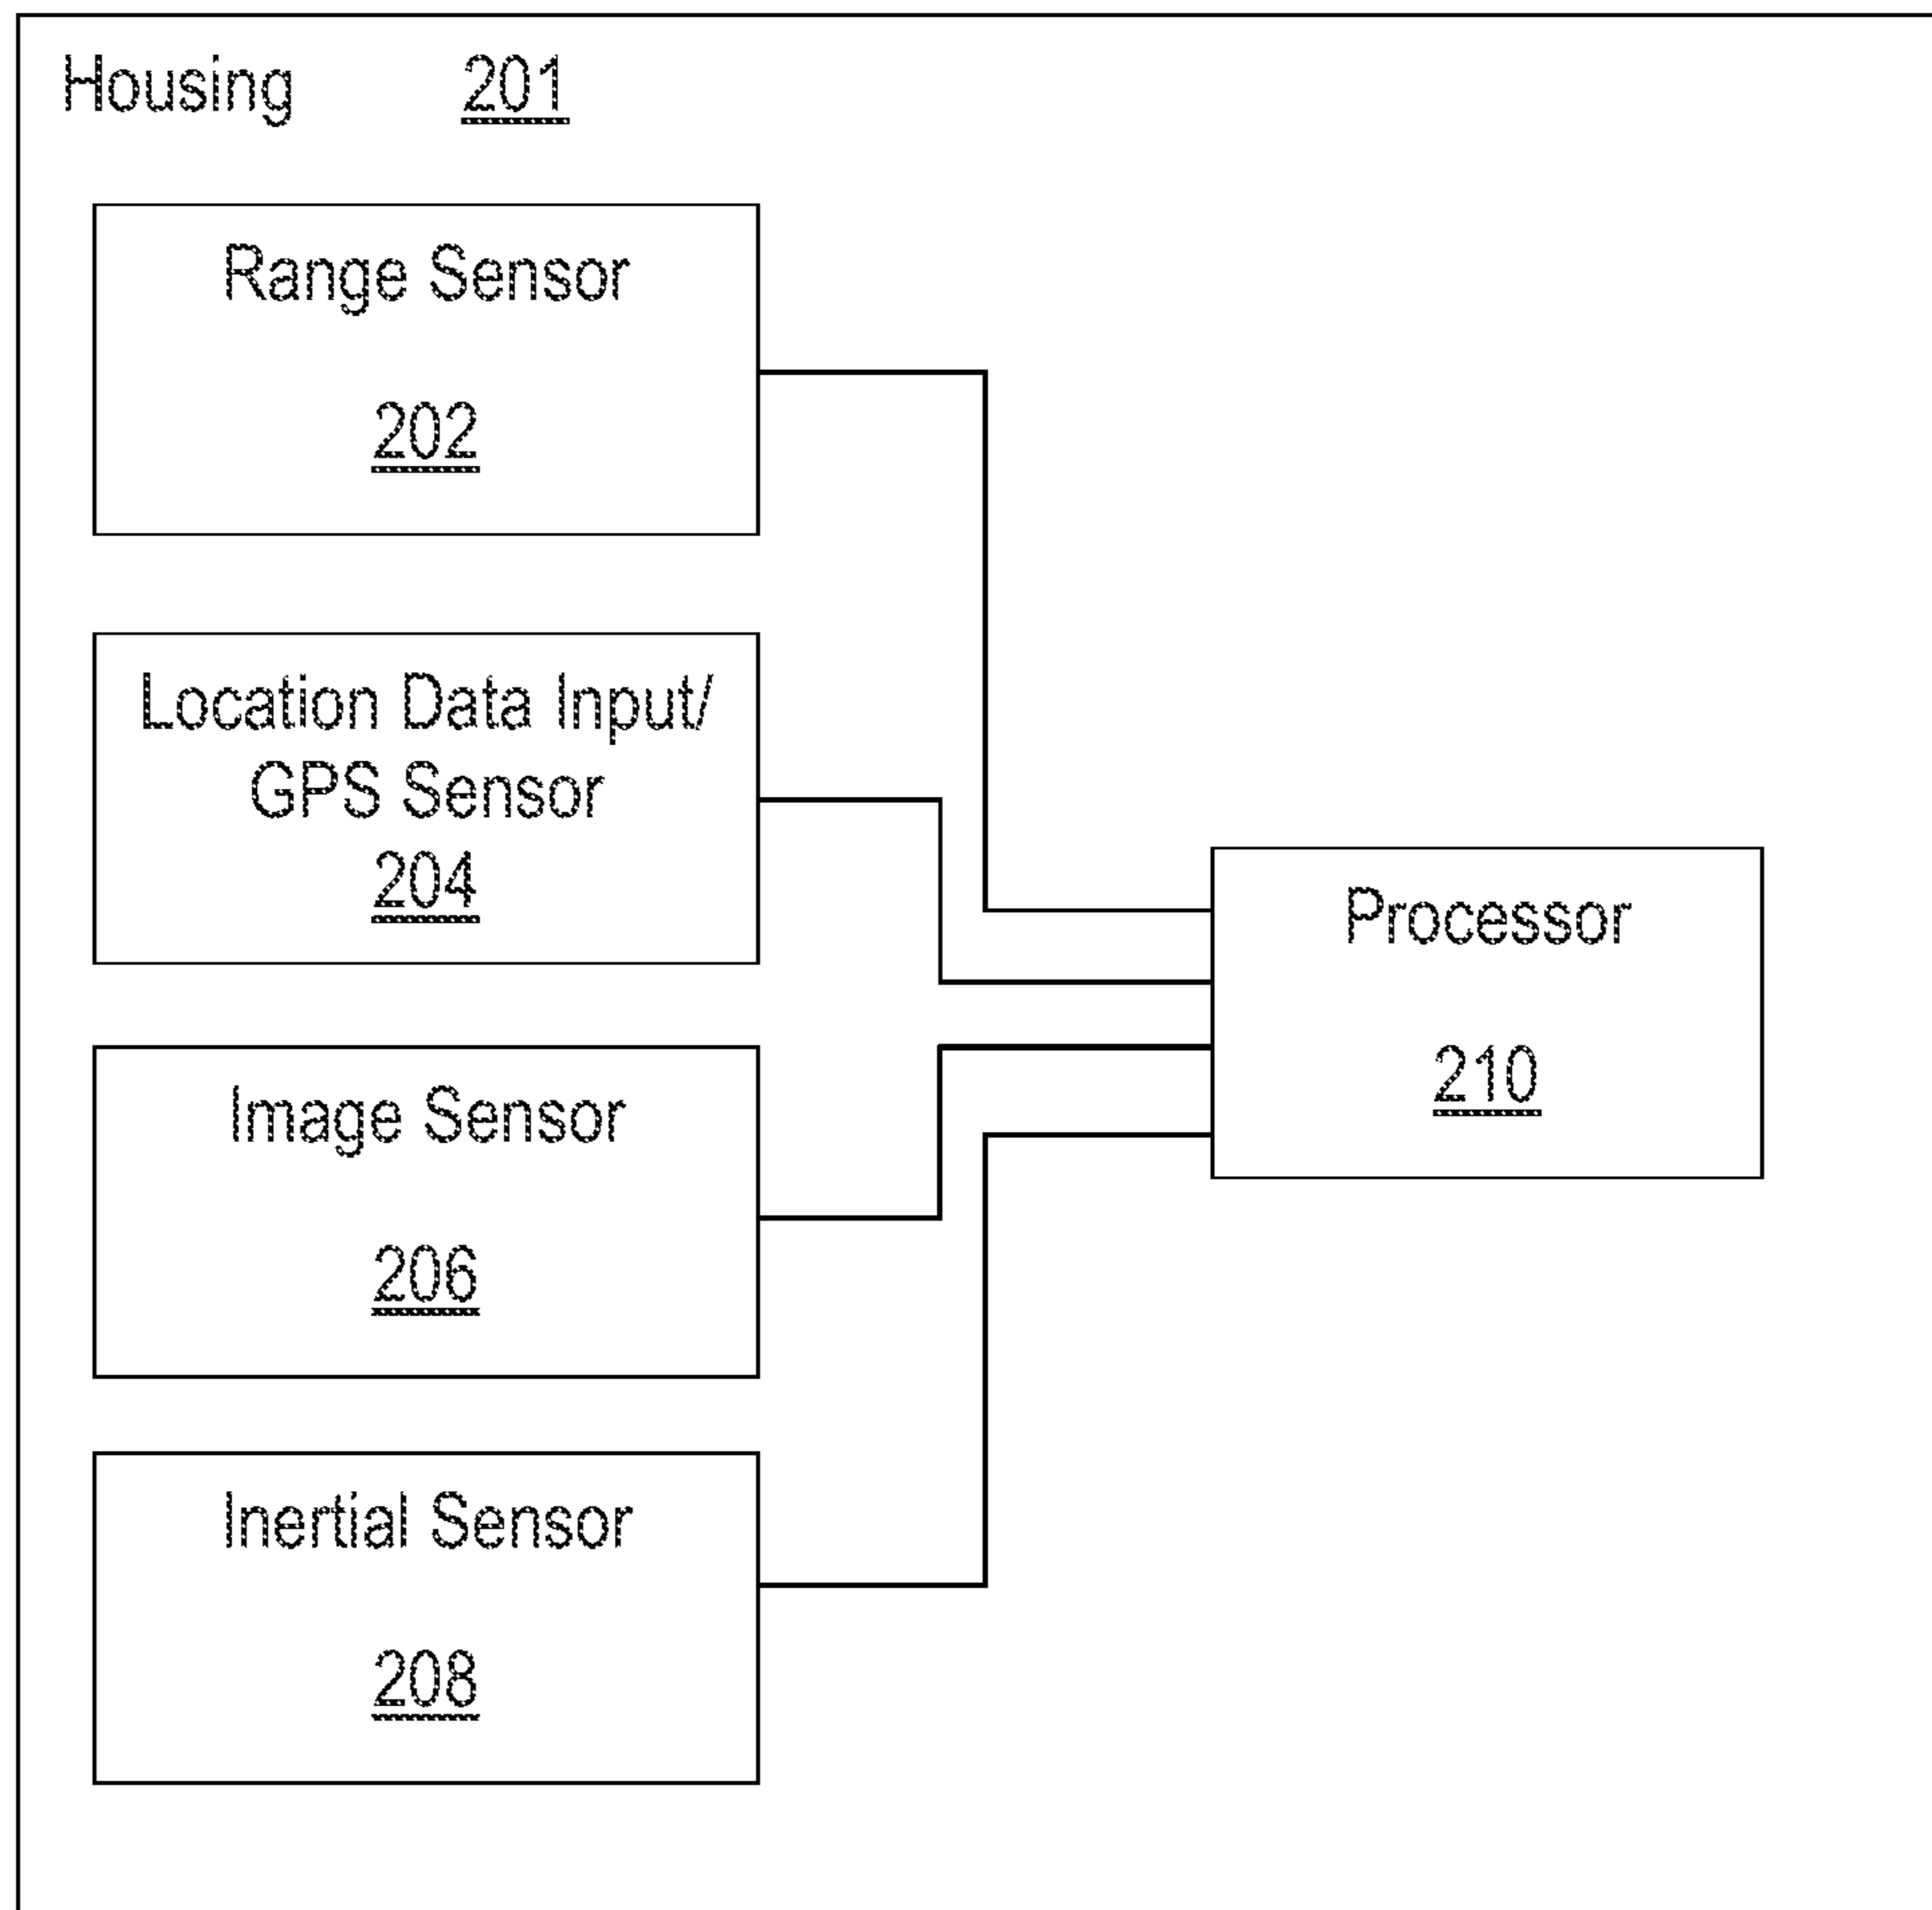 Housing 201
Range Sensor
202
Location Data Input/
GPS Sensor
204
Processor
210
Image Sensor
206
Inertial Sensor
208